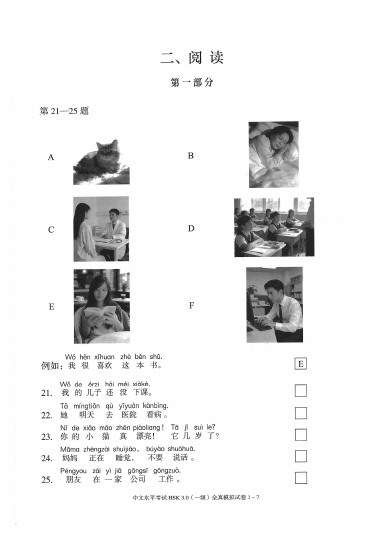 二、阅 读
第一部分
第 21—25 题
A
B
C
D
E
F
Wǒ hěn xǐhuan zhè běn shū.
例如：我 很 喜欢 这 本 书。
E
Wǒ de érzi hái méi xiàkè.
21. 我 的 儿子 还 没 下课。
Tā míngtiān qù yīyuàn kànbìng.
22. 她 明天 去 医院 看病。
Nǐ de xiǎo māo zhēn piàoliang! Tā jǐ suì le?
23. 你 的 小 猫 真 漂亮！ 它 几 岁 了？
Māma zhèngzài shuìjiào, búyào shuōhuà.
24. 妈妈 正在 睡觉， 不要 说话 。
Péngyou zài yì jiā gōngsī gōngzuò.
25. 朋友 在 一 家 公司 工作 。
中文水平考试 HSK 3.0（一级）全真模拟试卷 1－7